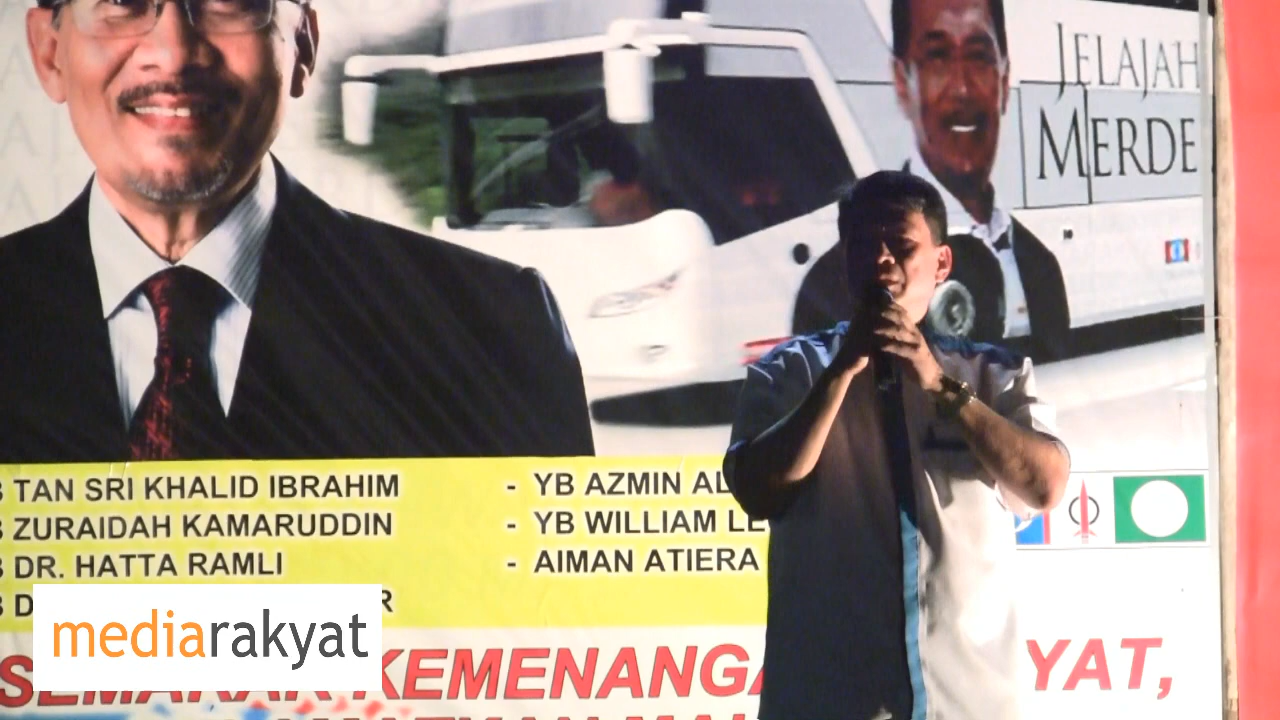 JELAJAH
MERDE
TAN SRI KHALID IBRAHIM
ZURAIDAH KAMARUDDIN
DR. HATTA RAMLI
- YB AZMIN AL
- YB WILLIAM LE
- AIMAN ATIERA
mediarakyat
SEMARAK KEMENANGA YAT,